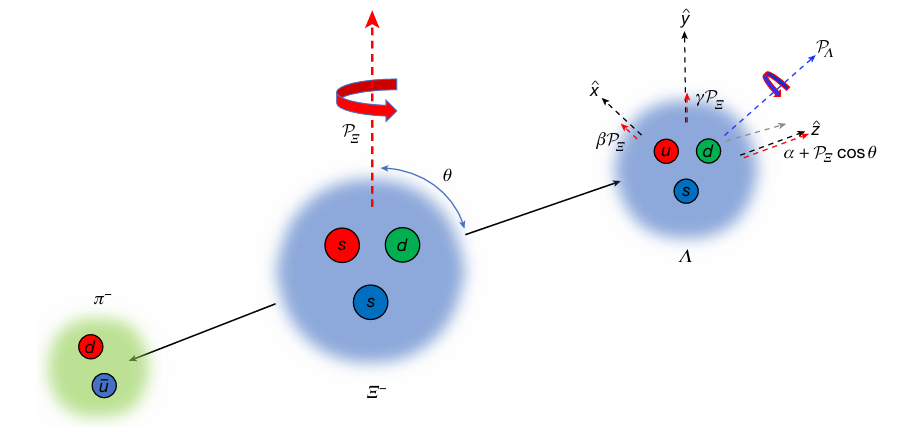 ŷ
𝒫_Λ
x̂
γ𝒫_Ξ
ẑ
β𝒫_Ξ
u
d
α + 𝒫_Ξ cos θ
s
Λ
𝒫_Ξ
θ
s
d
s
Ξ⁻
π⁻
d
ū